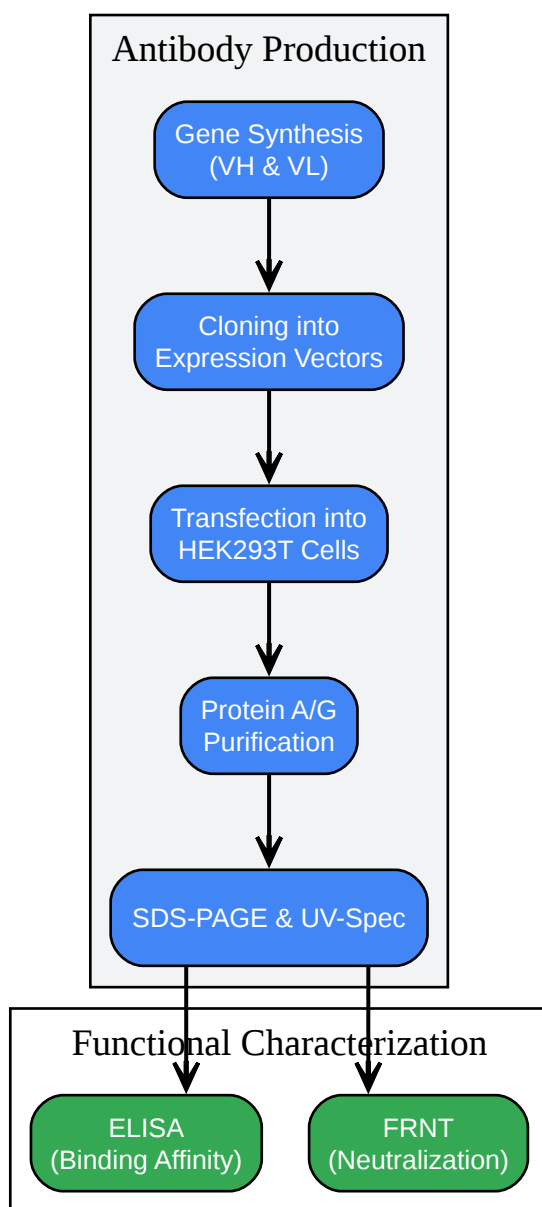 Antibody Production
Gene Synthesis
(VH & VL)
Cloning into
Expression Vectors
Transfection into
HEK293T Cells
Protein A/G
Purification
SDS-PAGE & UV-Spec
Functional Characterization
ELISA
(Binding Affinity)
FRNT
(Neutralization)